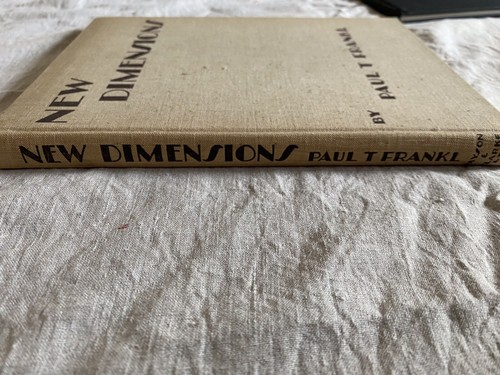 NEW
DIMENSIONS
BY PAUL T FRANKL
NEW DIMENSIONS PAUL T FRANKL